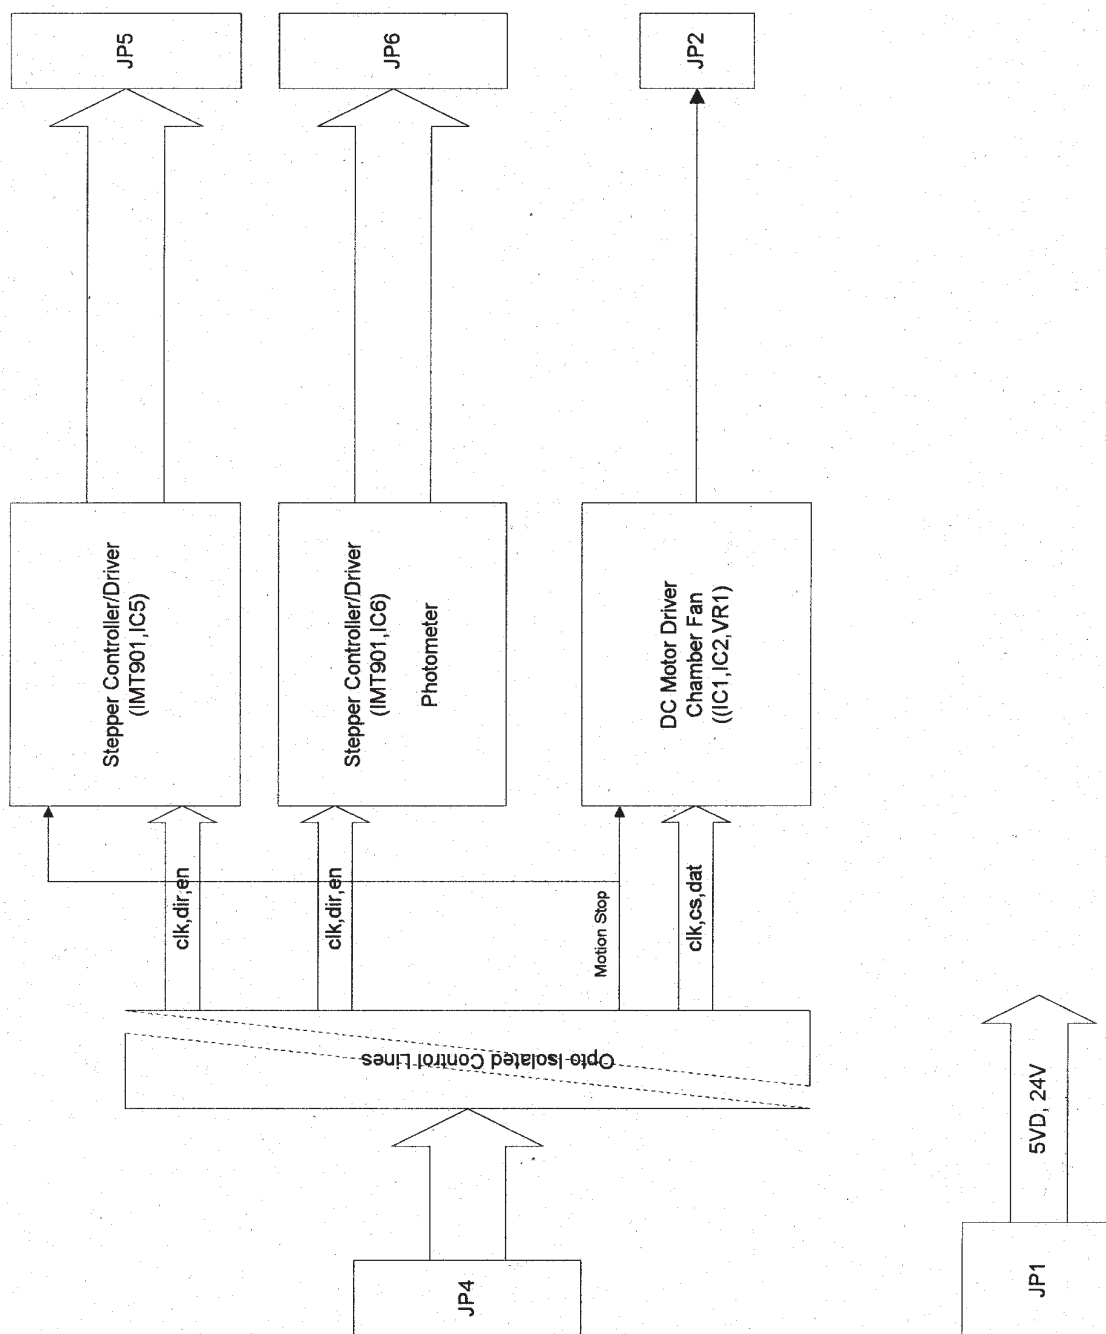 JP5
JP6
JP2
Stepper Controller/Driver
(IMT901,IC5)
Stepper Controller/Driver
(IMT901,IC6)
Photometer
DC Motor Driver
Chamber Fan
((IC1,IC2,VR1)
clk,dir,en
clk,dir,en
Motion Stop
clk,cs,dat
Opto Isolated Control Lines
5VD, 24V
JP4
JP1